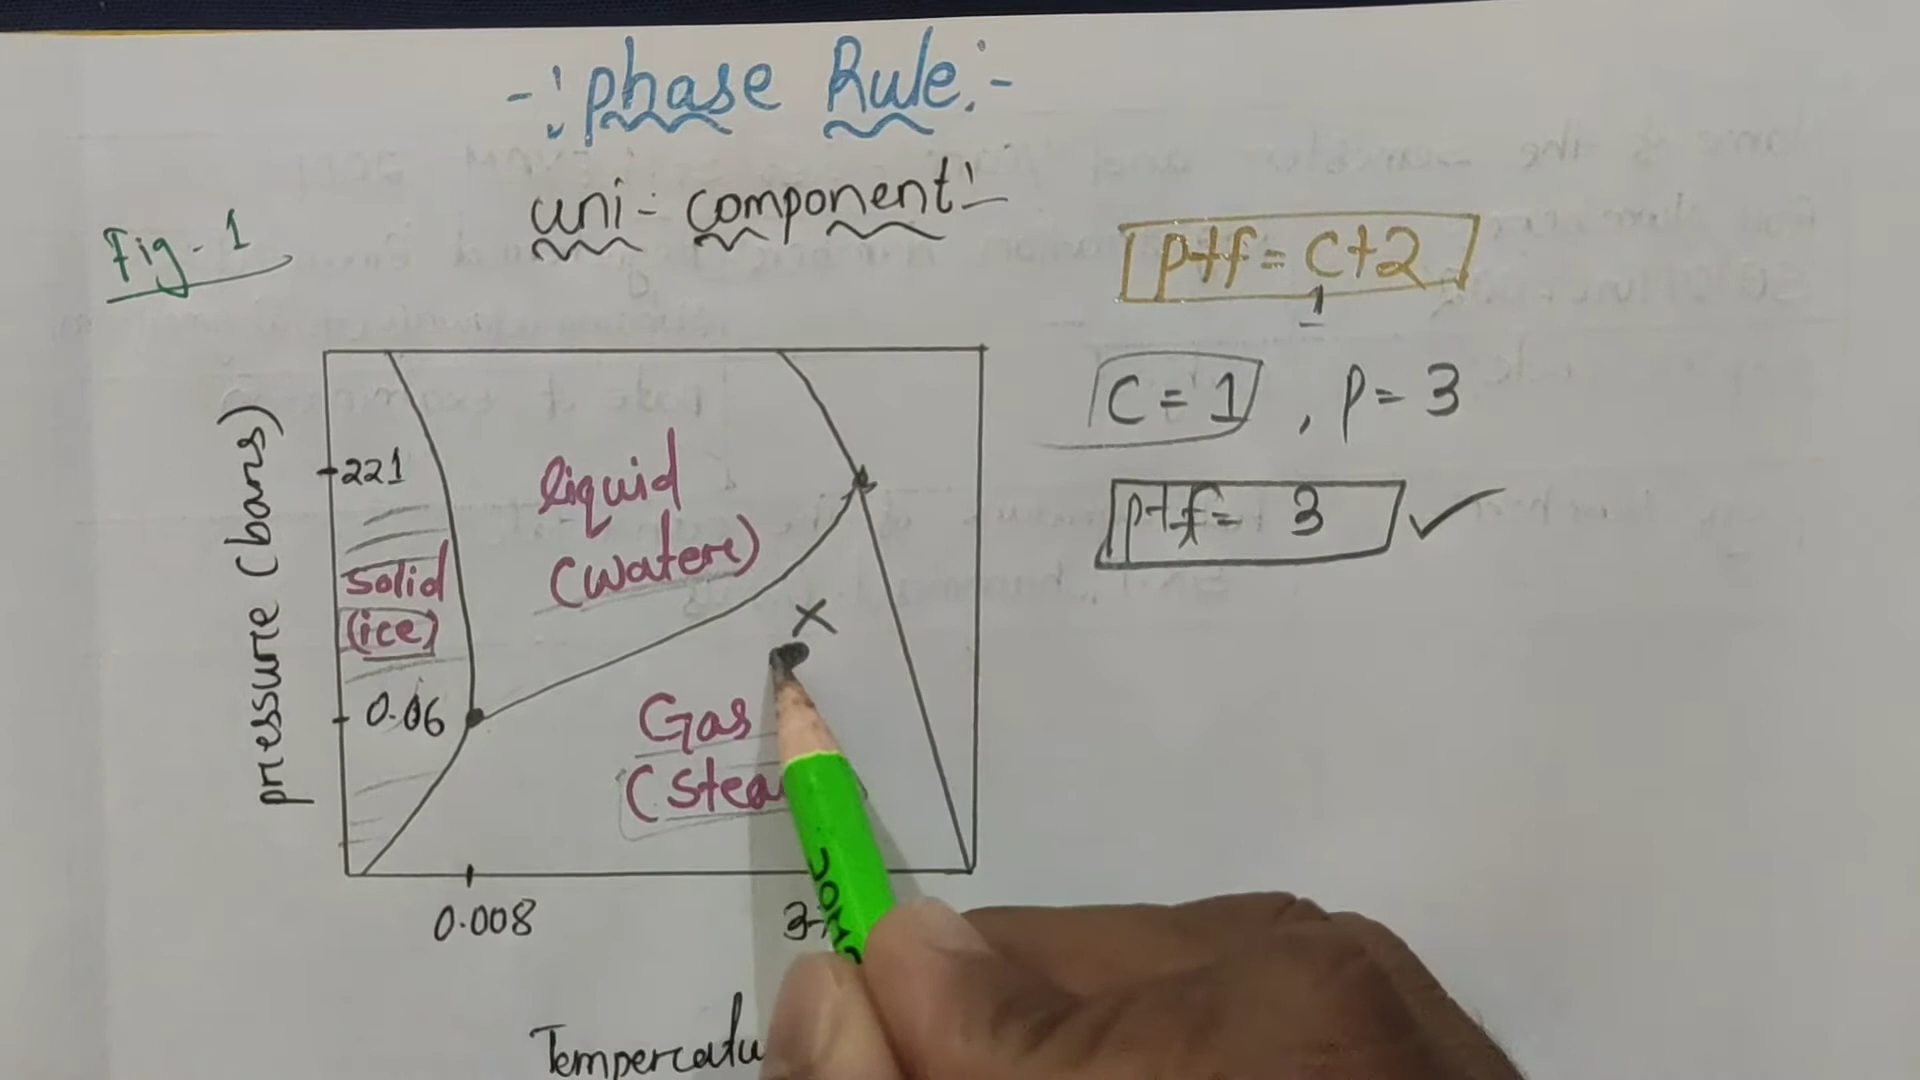 -: phase Rule :-
uni - component :-
Fig - 1
p+f = c+2
1
C = 1 , p = 3
p+f = 3 ✓
pressure (bars)
221
liquid
(water)
Solid
(ice)
X
0.06
Gas
0.008